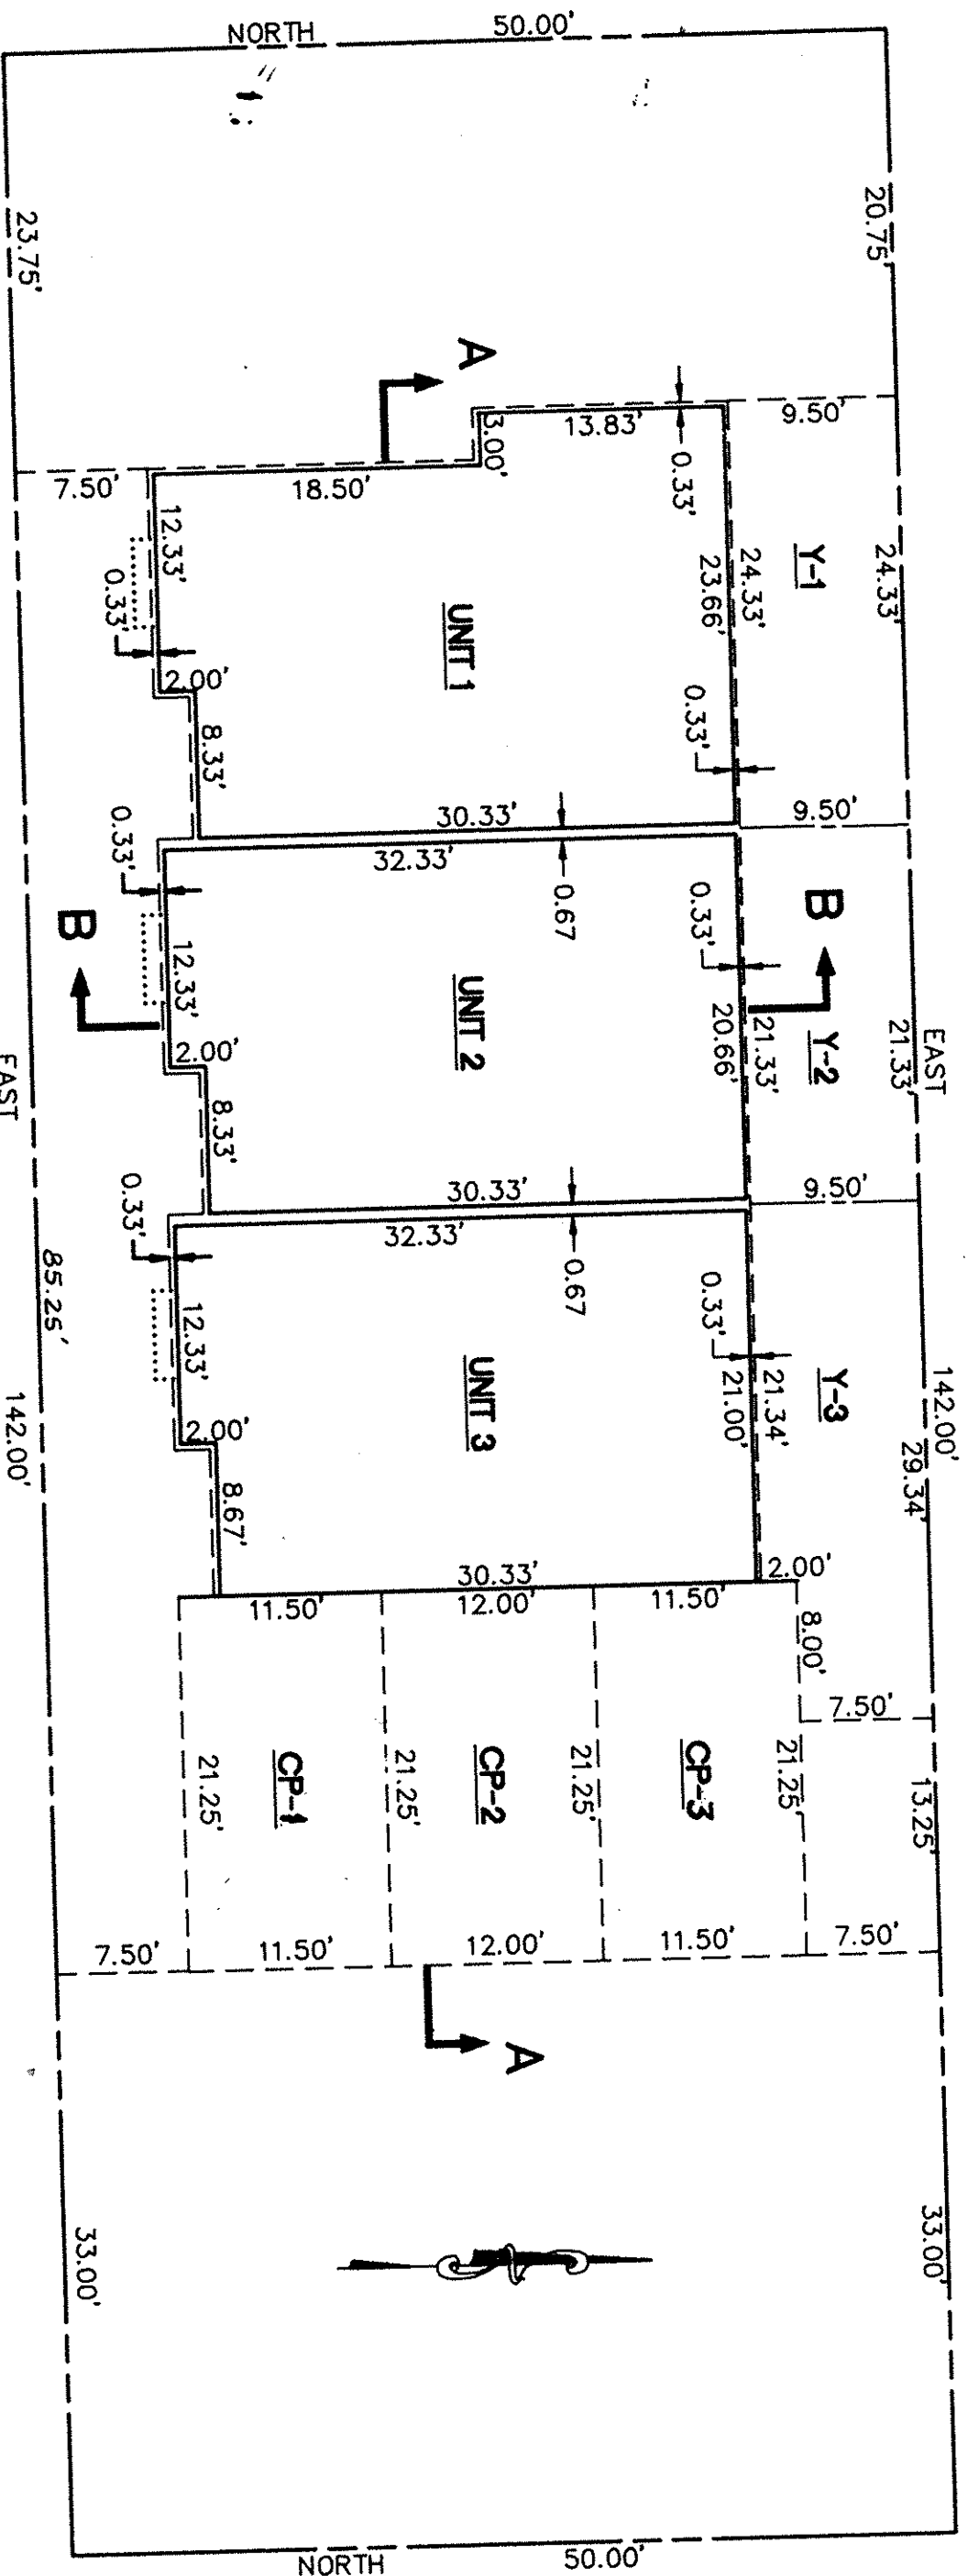 NORTH 50.00'
20.75'
23.75'
A
9.50'
13.83'
0.33'
3.00'
18.50'
7.50'
Y-1
24.33'
24.33'
23.66'
0.33'
UNIT 1
12.33'
0.33'
2.00'
8.33'
9.50'
30.33'
32.33'
0.67
0.33'
B
0.33'
B
EAST
21.33'
Y-2
21.33'
20.66'
UNIT 2
12.33'
2.00'
8.33'
EAST
9.50'
30.33'
32.33'
0.67
0.33'
0.33'
85.25'
142.00'
142.00'
29.34'
Y-3
21.34'
21.00'
UNIT 3
12.33'
2.00'
8.67'
2.00'
30.33'
11.50' 12.00' 11.50'
8.00'
7.50'
13.25'
21.25'
CP-3
21.25'
CP-2
21.25'
CP-1
21.25'
7.50' 11.50' 12.00' 11.50' 7.50'
A
33.00'
33.00'
NORTH 50.00'